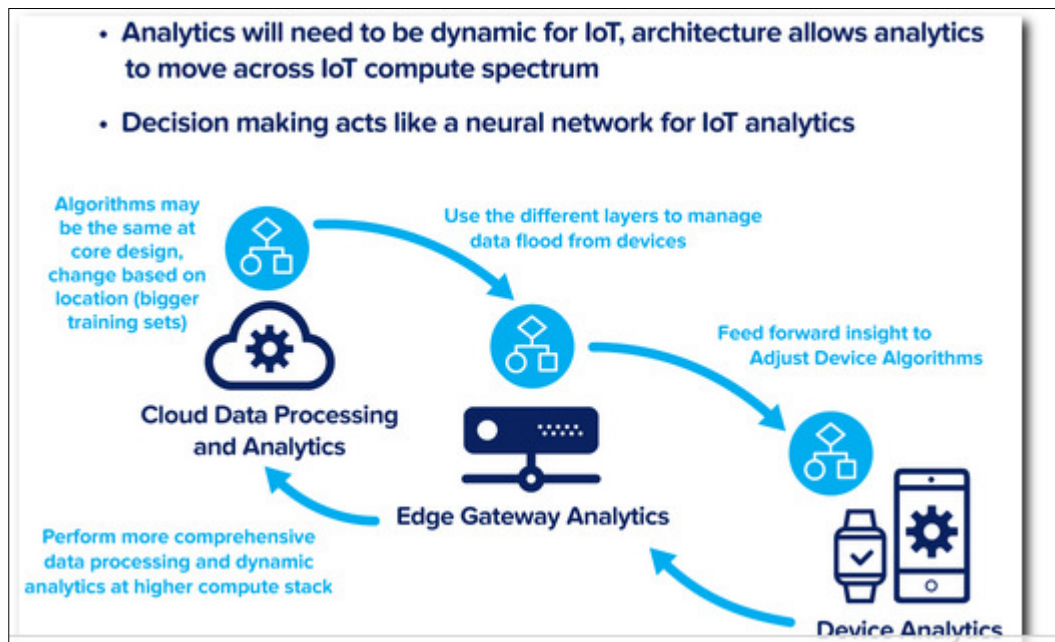 • Analytics will need to be dynamic for IoT, architecture allows analytics
to move across IoT compute spectrum
• Decision making acts like a neural network for IoT analytics
Algorithms may
be the same at
core design,
change based on
location (bigger
training sets)
Use the different layers to manage
data flood from devices
Feed forward insight to
Adjust Device Algorithms
Cloud Data Processing
and Analytics
Edge Gateway Analytics
Perform more comprehensive
data processing and dynamic
analytics at higher compute stack
Device Analytics